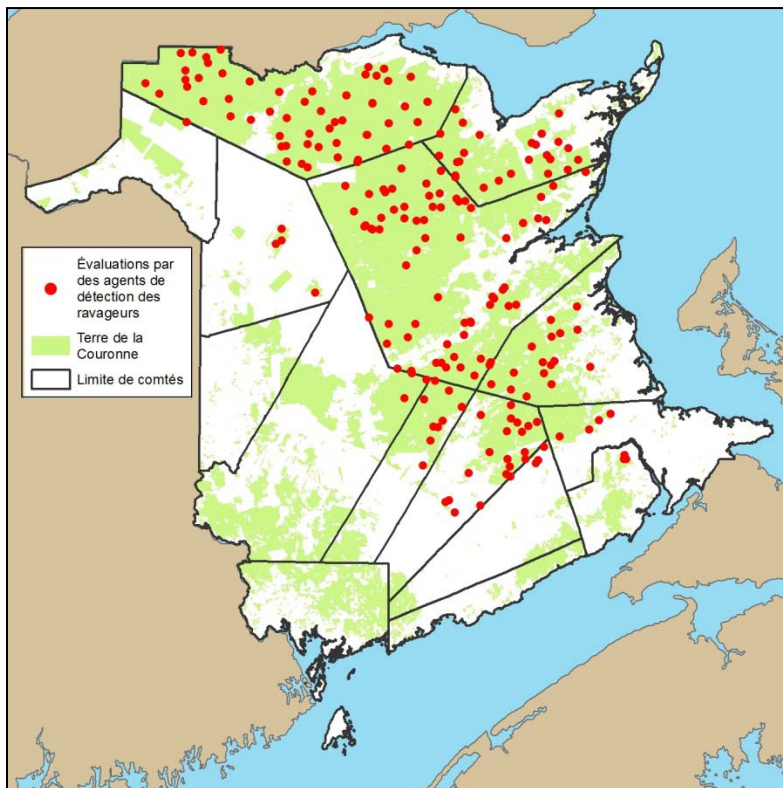 Évaluations par
des agents de
détection des
ravageurs
Terre de la
Couronne
Limite de comtés